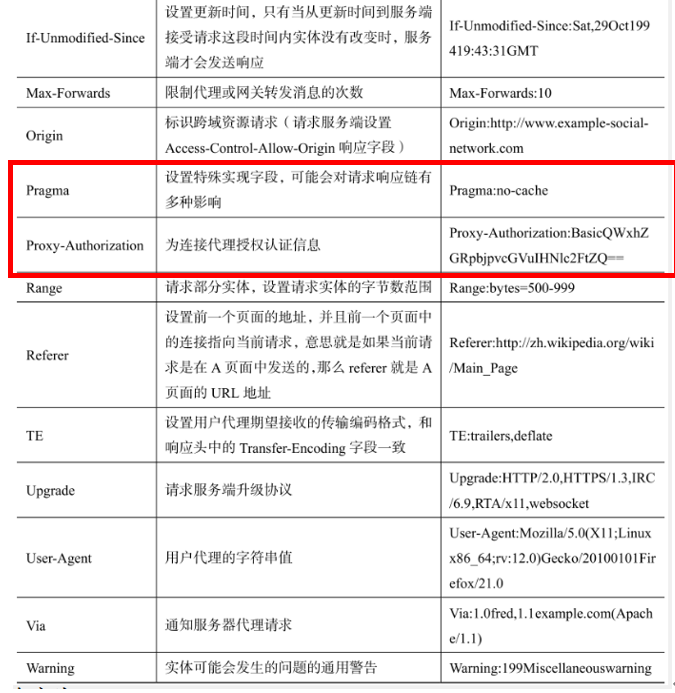 If-Unmodified-Since
设置更新时间，只有当从更新时间到服务端
接受请求这段时间内实体没有改变时，服务
端才会发送响应
If-Unmodified-Since:Sat,29Oct199
419:43:31GMT
Max-Forwards
限制代理或网关转发消息的次数
Max-Forwards:10
Origin
标识跨域资源请求（请求服务端设置
Access-Control-Allow-Origin 响应字段）
Origin:http://www.example-social-
network.com
Pragma
设置特殊实现字段，可能会对请求响应链有
多种影响
Pragma:no-cache
Proxy-Authorization
为连接代理授权认证信息
Proxy-Authorization:BasicQWxhZ
GRpbjpvcGVuIHNlc2FtZQ==
Range
请求部分实体，设置请求实体的字节数范围
Range:bytes=500-999
Referer
设置前一个页面的地址，并且前一个页面中
的连接指向当前请求，意思就是如果当前请
求是在 A 页面中发送的，那么 referer 就是 A
页面的 URL 地址
Referer:http://zh.wikipedia.org/wiki
/Main_Page
TE
设置用户代理期望接收的传输编码格式，和
响应头中的 Transfer-Encoding 字段一致
TE:trailers,deflate
Upgrade
请求服务端升级协议
Upgrade:HTTP/2.0,HTTPS/1.3,IRC
/6.9,RTA/x11,websocket
User-Agent
用户代理的字符串值
User-Agent:Mozilla/5.0(X11;Linux
x86_64;rv:12.0)Gecko/20100101Fir
efox/21.0
Via
通知服务器代理请求
Via:1.0fred,1.1example.com(Apach
e/1.1)
Warning
实体可能会发生的问题的通用警告
Warning:199Miscellaneouswarning